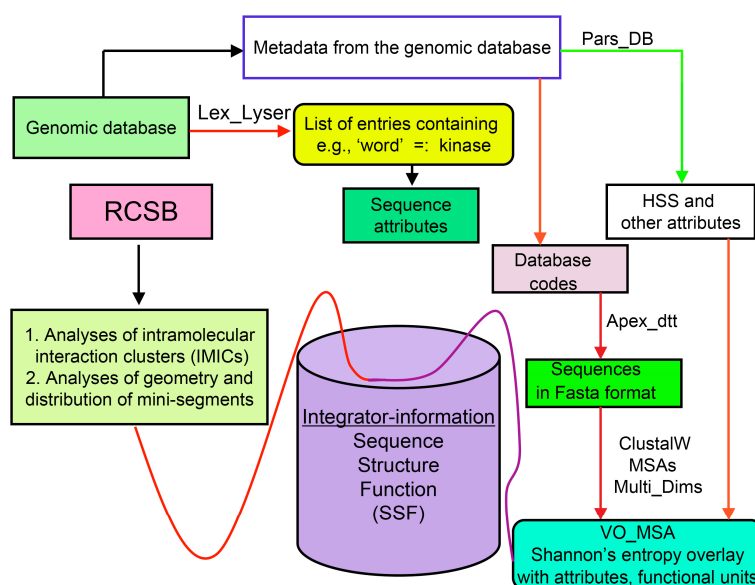 Metadata from the genomic database
Pars_DB
Genomic database
Lex_Lyser
List of entries containing
e.g., ‘word’ =: kinase
RCSB
Sequence
attributes
HSS and
other attributes
Database
codes
Apex_dtt
1. Analyses of intramolecular
interaction clusters (IMICs)
2. Analyses of geometry and
distribution of mini-segments
Sequences
in Fasta format
Integrator-information
Sequence
Structure
Function
(SSF)
ClustalW
MSAs
Multi_Dims
VO_MSA
Shannon’s entropy overlay
with attributes, functional units